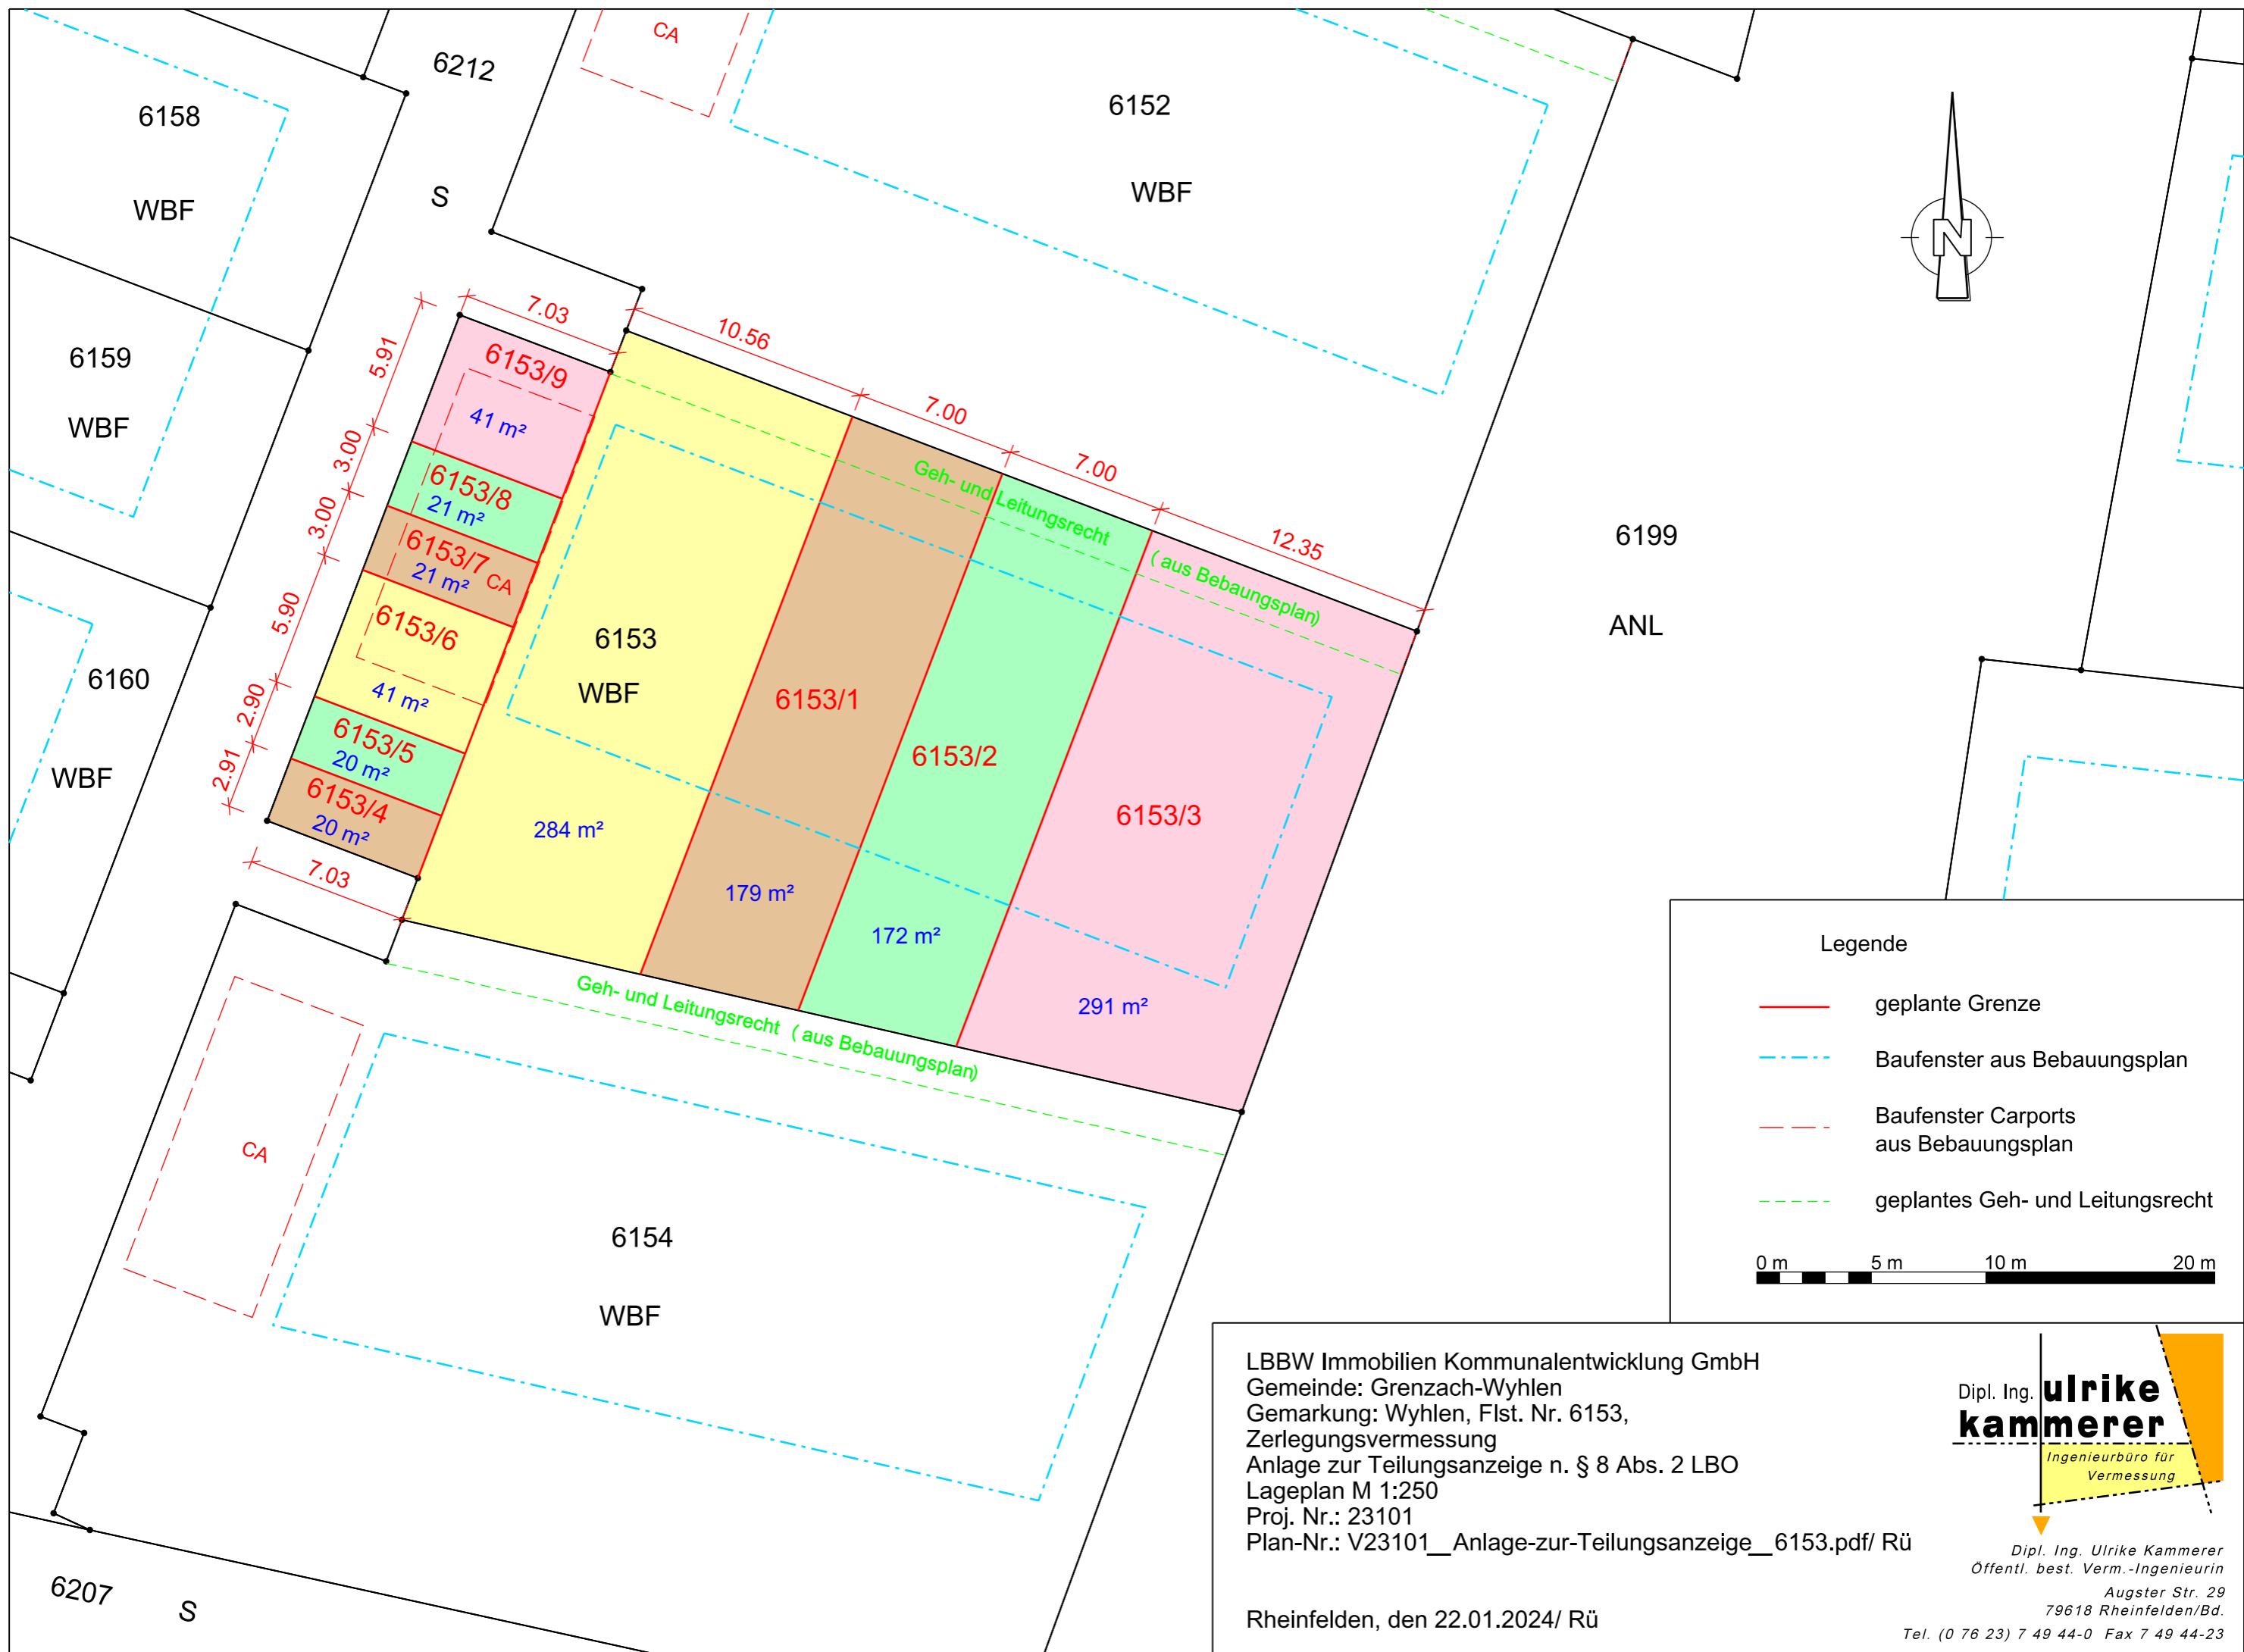 CA
6212
6158
6152
WBF
S
WBF
7.03
10.56
5.91
6159
6153/9
7.00
WBF
41 m²
3.00
7.00
6153/8
Geh- und Leitungsrecht
21 m²
3.00
6199
12.35
6153/7 CA
( aus Bebauungsplan)
21 m²
5.90
6153/6
6153
ANL
6160
41 m²
WBF
6153/1
2.90
6153/5
6153/2
20 m²
WBF
2.91
6153/4
6153/3
20 m²
284 m²
7.03
179 m²
172 m²
291 m²
Geh- und Leitungsrecht ( aus Bebauungsplan)
CA
6154
WBF
6207
S
N
Legende
geplante Grenze
Baufenster aus Bebauungsplan
Baufenster Carports
aus Bebauungsplan
geplantes Geh- und Leitungsrecht
0 m 5 m 10 m 20 m
LBBW Immobilien Kommunalentwicklung GmbH
Gemeinde: Grenzach-Wyhlen
Gemarkung: Wyhlen, Flst. Nr. 6153,
Zerlegungsvermessung
Anlage zur Teilungsanzeige n. § 8 Abs. 2 LBO
Lageplan M 1:250
Proj. Nr.: 23101
Plan-Nr.: V23101__Anlage-zur-Teilungsanzeige__6153.pdf/ Rü
Rheinfelden, den 22.01.2024/ Rü
Dipl. Ing. ulrike
kammerer
Ingenieurbüro für
Vermessung
Dipl. Ing. Ulrike Kammerer
Öffentl. best. Verm.-Ingenieurin
Augster Str. 29
79618 Rheinfelden/Bd.
Tel. (0 76 23) 7 49 44-0 Fax 7 49 44-23